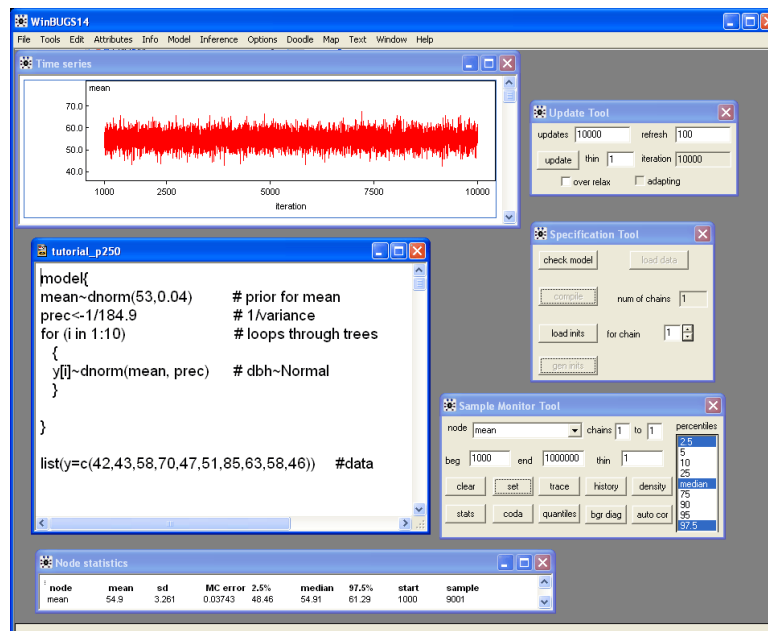 WinBUGS14
File Tools Edit Attributes Info Model Inference Options Doodle Map Text Window Help
Time series
mean
70.0
60.0
50.0
40.0
1000 2500 5000 7500 10000
iteration
Update Tool
updates 10000 refresh 100
update thin 1 iteration 10000
over relax adapting
tutorial_p250
model{
mean~dnorm(53,0.04) # prior for mean
prec<-1/184.9 # 1/variance
for (i in 1:10) # loops through trees
{
y[i]~dnorm(mean, prec) # dbh~Normal
}
}
list(y=c(42,43,58,70,47,51,85,63,58,46)) #data
Specification Tool
check model load data
compile num of chains 1
load inits for chain 1
gen inits
Sample Monitor Tool
node mean chains 1 to 1 percentiles
beg 1000 end 1000000 thin 1
clear set trace history density
stats coda quantiles bgr diag auto cor
2.5
5
10
25
median
75
90
95
97.5
Node statistics
node mean sd MC error 2.5% median 97.5% start sample
mean 54.9 3.261 0.03743 48.46 54.91 61.29 1000 9001